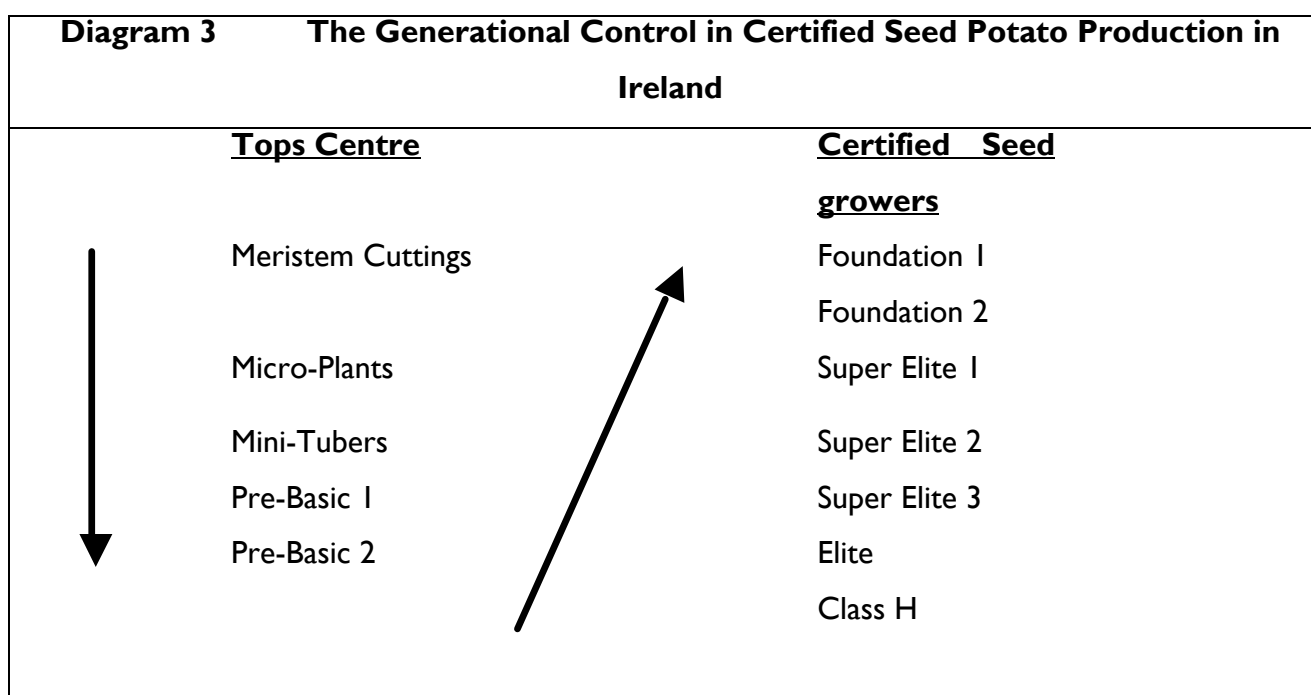 Diagram 3 The Generational Control in Certified Seed Potato Production in
Ireland
Tops Centre
Meristem Cuttings
Micro-Plants
Mini-Tubers
Pre-Basic 1
Pre-Basic 2
Certified Seed
growers
Foundation 1
Foundation 2
Super Elite 1
Super Elite 2
Super Elite 3
Elite
Class H